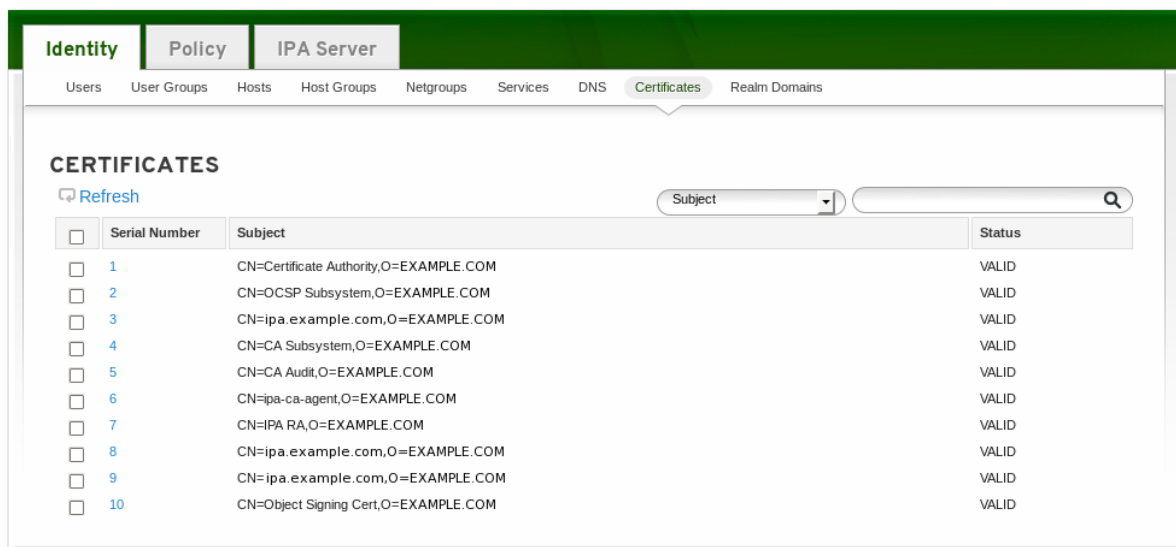 Identity Policy IPA Server
Users User Groups Hosts Host Groups Netgroups Services DNS Certificates Realm Domains
CERTIFICATES
Refresh Subject
Serial Number Subject Status
1 CN=Certificate Authority,O=EXAMPLE.COM VALID
2 CN=OCSP Subsystem,O=EXAMPLE.COM VALID
3 CN=ipa.example.com,O=EXAMPLE.COM VALID
4 CN=CA Subsystem,O=EXAMPLE.COM VALID
5 CN=CA Audit,O=EXAMPLE.COM VALID
6 CN=ipa-ca-agent,O=EXAMPLE.COM VALID
7 CN=IPA RA,O=EXAMPLE.COM VALID
8 CN=ipa.example.com,O=EXAMPLE.COM VALID
9 CN=ipa.example.com,O=EXAMPLE.COM VALID
10 CN=Object Signing Cert,O=EXAMPLE.COM VALID